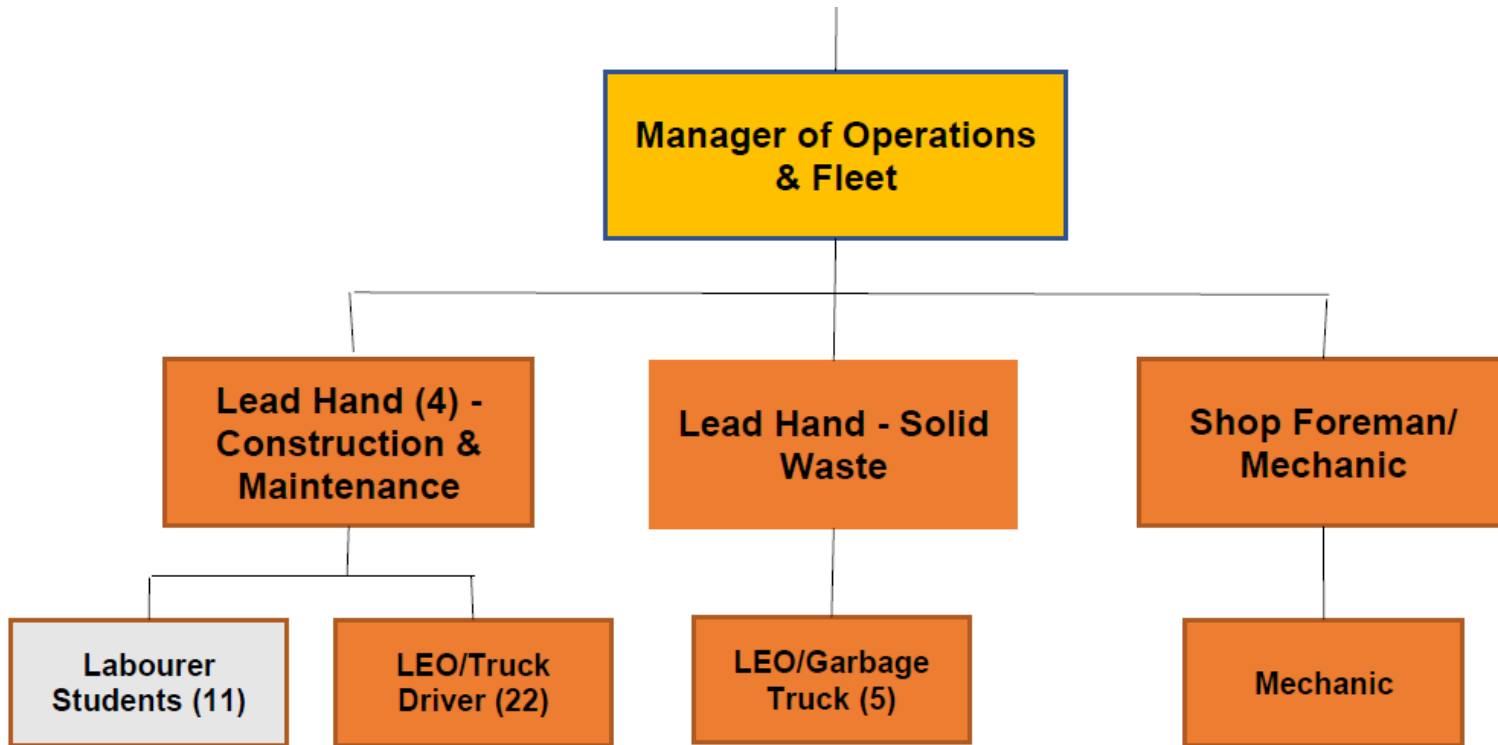 Manager of Operations
& Fleet
Lead Hand (4) -
Construction &
Maintenance
Lead Hand - Solid
Waste
Shop Foreman/
Mechanic
Labourer
Students (11)
LEO/Truck
Driver (22)
LEO/Garbage
Truck (5)
Mechanic